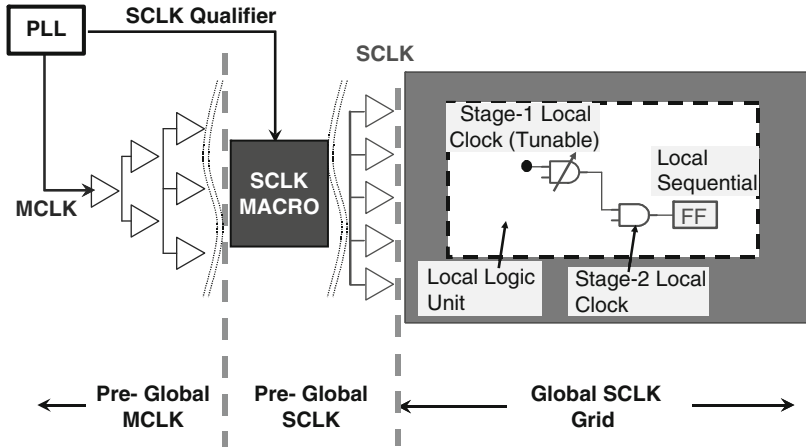 SCLK Qualifier
PLL
SCLK
Stage-1 Local
Clock (Tunable)
Local
Sequential
SCLK
MACRO
MCLK
FF
Local Logic
Unit
Stage-2 Local
Clock
Pre- Global
MCLK
Pre- Global
SCLK
Global SCLK
Grid